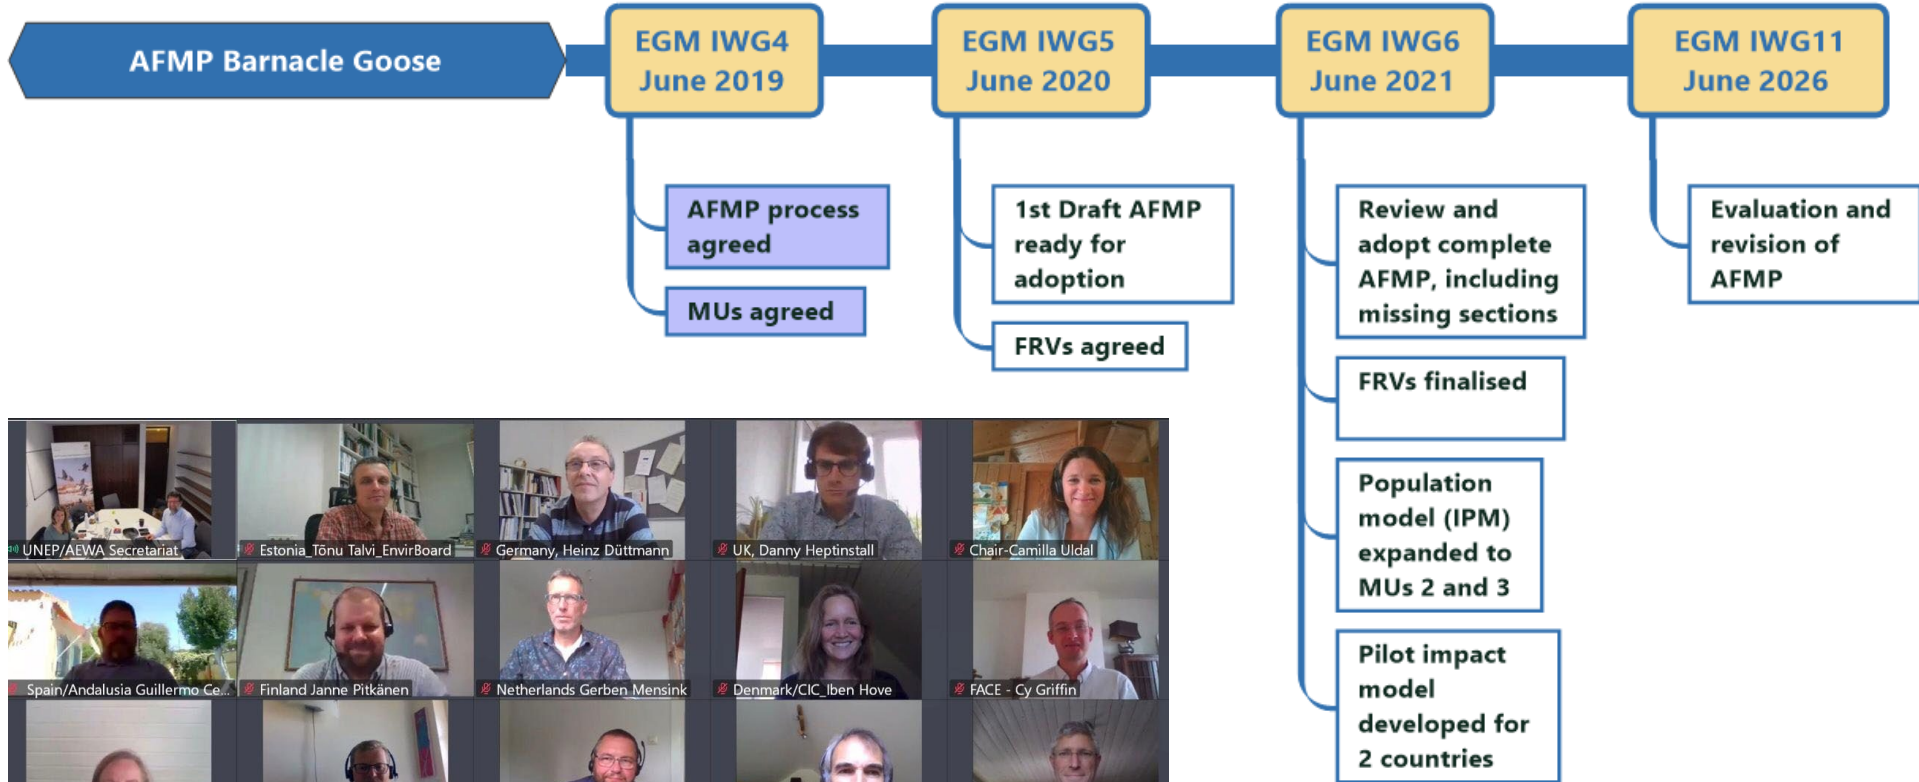 AFMP Barnacle Goose
EGM IWG4
June 2019
EGM IWG5
June 2020
EGM IWG6
June 2021
EGM IWG11
June 2026
AFMP process
agreed
MUs agreed
1st Draft AFMP
ready for
adoption
FRVs agreed
Review and
adopt complete
AFMP, including
missing sections
FRVs finalised
Population
model (IPM)
expanded to
MUs 2 and 3
Pilot impact
model
developed for
2 countries
Evaluation and
revision of
AFMP
UNEP/AEWA Secretariat
Estonia_Tõnu Talvi_EnvirBoard
Germany, Heinz Düttmann
UK, Danny Heptinstall
Chair-Camilla Uldal
Spain/Andalusia Guillermo Ce...
Finland Janne Pitkänen
Netherlands Gerben Mensink
Denmark/CIC_Iben Hove
FACE - Cy Griffin